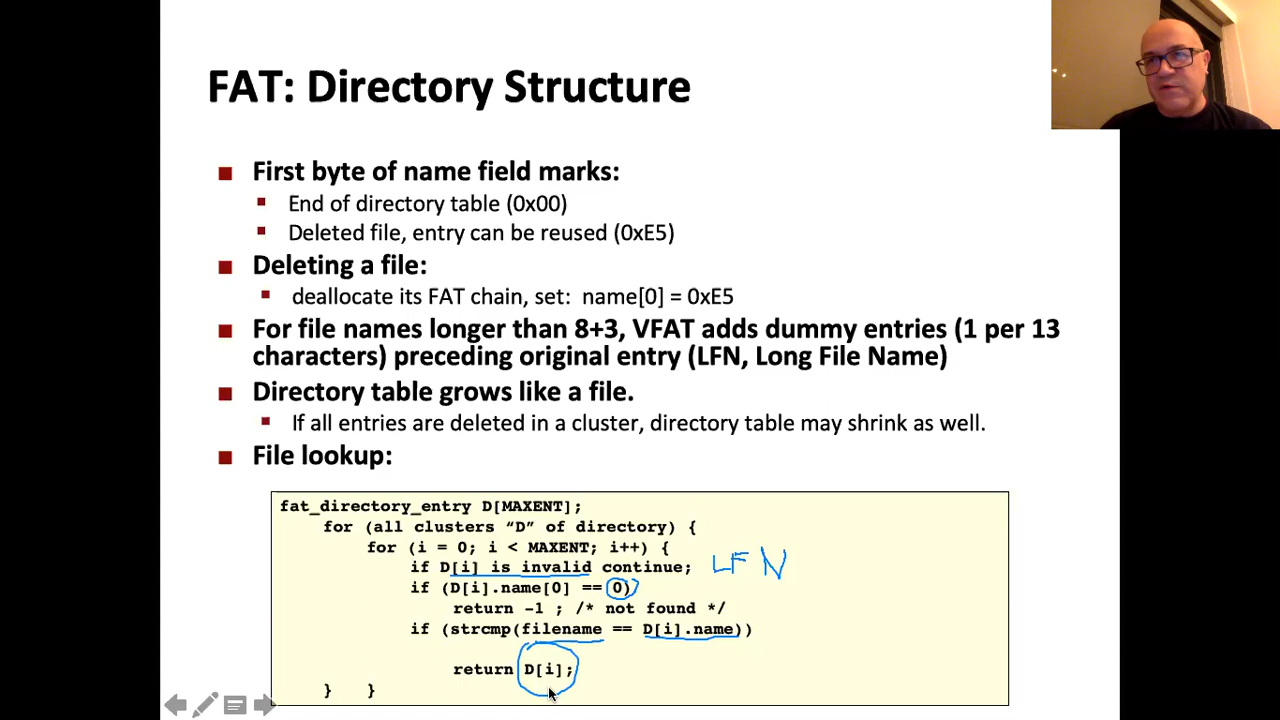 FAT: Directory Structure
First byte of name field marks:
End of directory table (0x00)
Deleted file, entry can be reused (0xE5)
Deleting a file:
deallocate its FAT chain, set: name[0] = 0xE5
For file names longer than 8+3, VFAT adds dummy entries (1 per 13
characters) preceding original entry (LFN, Long File Name)
Directory table grows like a file.
If all entries are deleted in a cluster, directory table may shrink as well.
File lookup:
fat_directory_entry D[MAXENT];
for (all clusters “D” of directory) {
for (i = 0; i < MAXENT; i++) {
if D[i] is invalid continue; LFN
if (D[i].name[0] == 0)
return -1 ; /* not found */
if (strcmp(filename == D[i].name))
return D[i];
} }